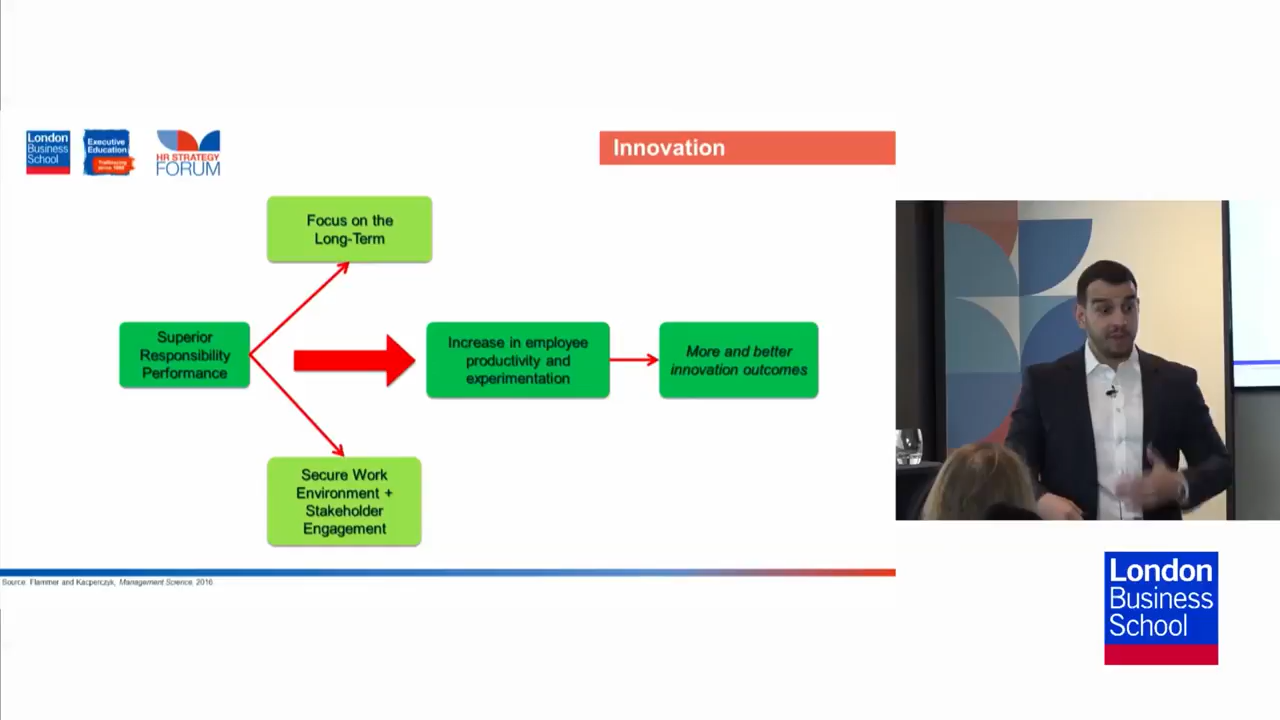 London
Business
School
Executive
Education
HR STRATEGY
FORUM
Innovation
Focus on the
Long-Term
Superior
Responsibility
Performance
Increase in employee
productivity and
experimentation
More and better
innovation outcomes
Secure Work
Environment +
Stakeholder
Engagement
Source: Flammer and Kacperczyk, Management Science, 2016
London
Business
School